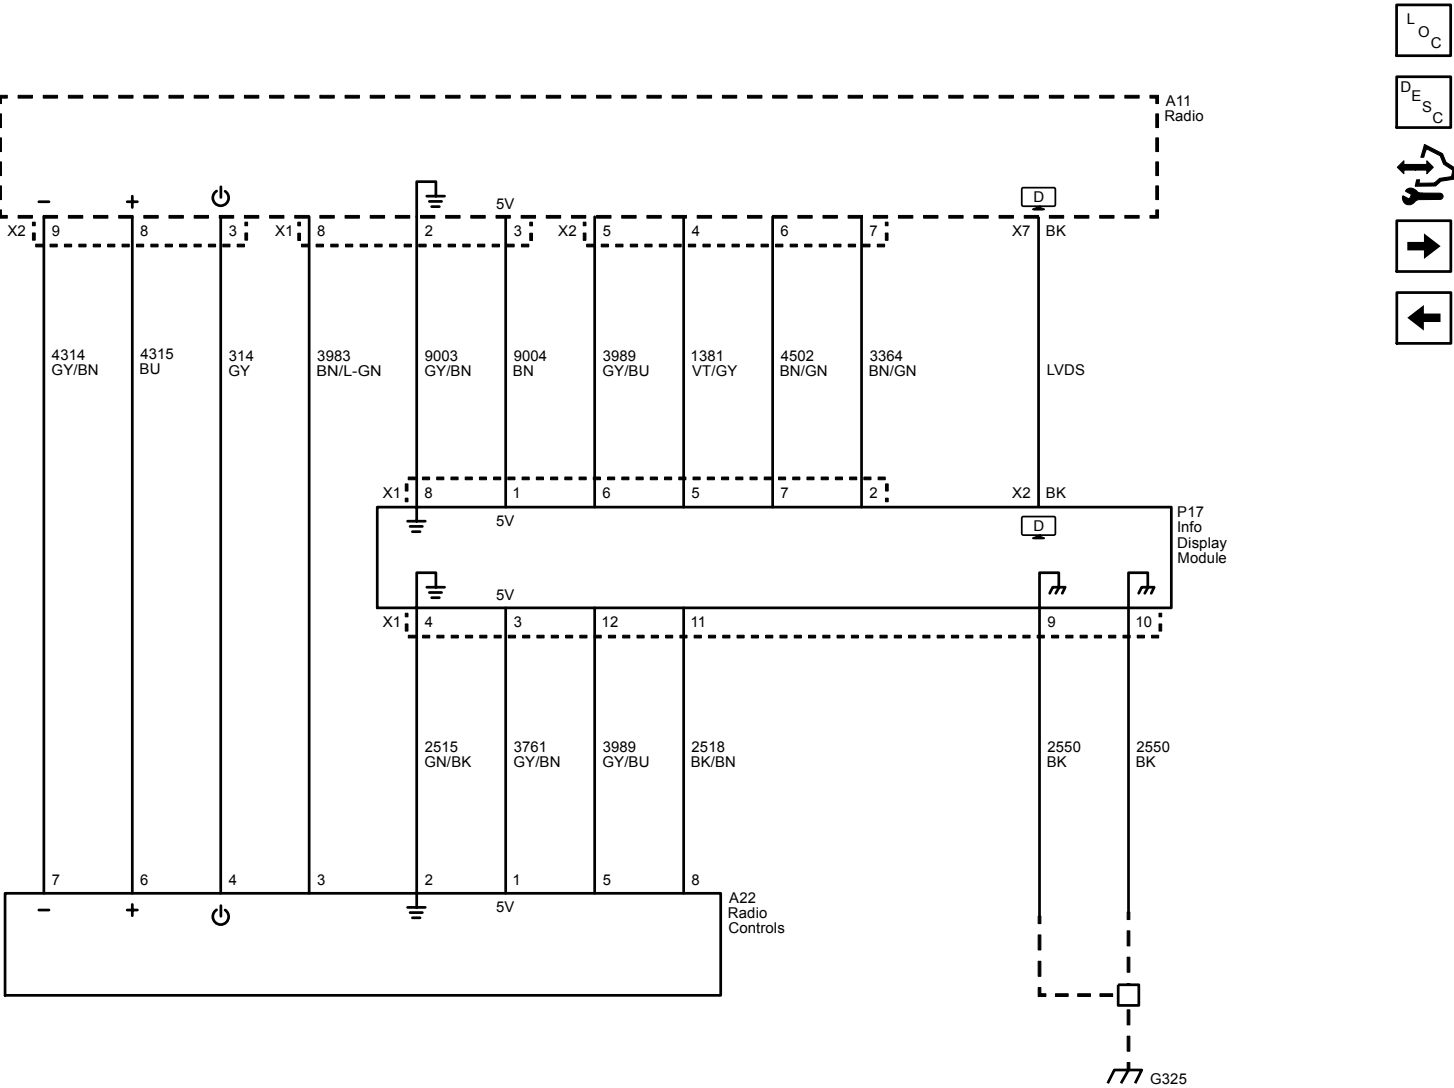 LOC
DESC
A11
Radio
− + 5V D
X2 9 8 3 X1 8 2 3 X2 5 4 6 7 X7 BK
4314
GY/BN
4315
BU
314
GY
3983
BN/L-GN
9003
GY/BN
9004
BN
3989
GY/BU
1381
VT/GY
4502
BN/GN
3364
BN/GN
LVDS
X1 8 1 6 5 7 2 X2 BK
5V D
P17
Info
Display
Module
5V
X1 4 3 12 11 9 10
2515
GN/BK
3761
GY/BN
3989
GY/BU
2518
BK/BN
2550
BK
2550
BK
7 6 4 3 2 1 5 8
− + 5V
A22
Radio
Controls
G325